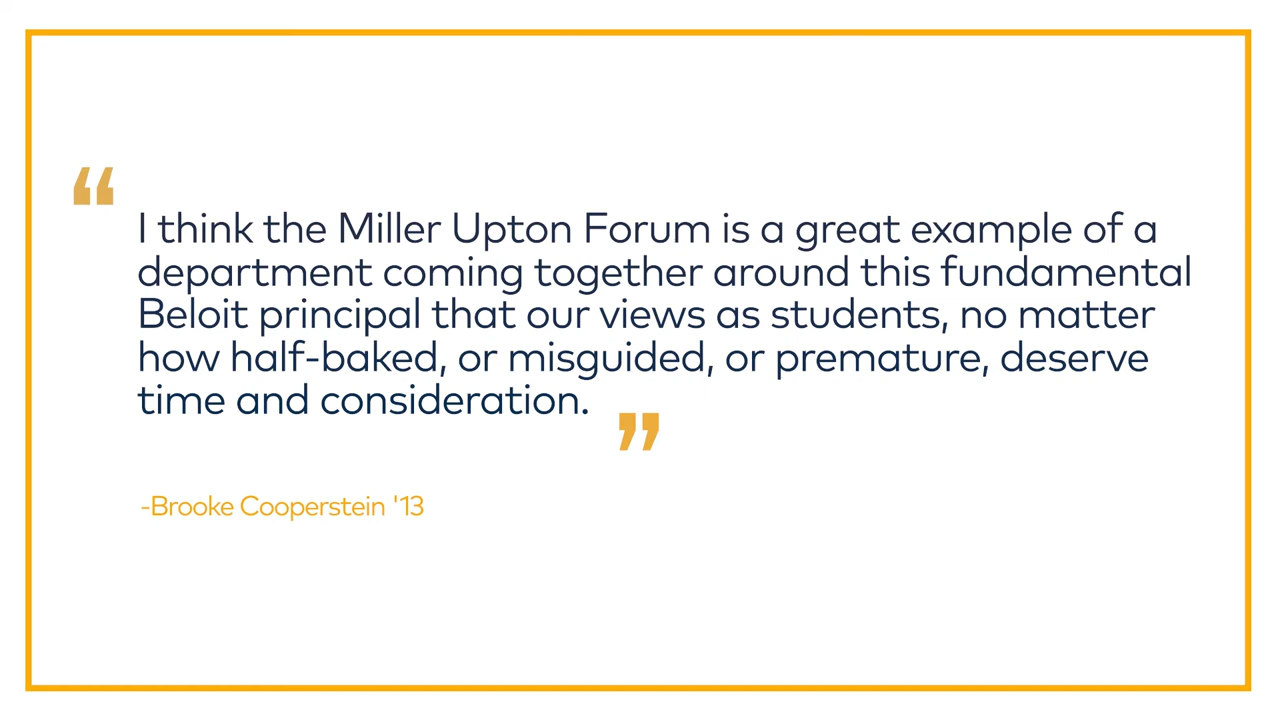 “
I think the Miller Upton Forum is a great example of a
department coming together around this fundamental
Beloit principal that our views as students, no matter
how half-baked, or misguided, or premature, deserve
time and consideration.
”
-Brooke Cooperstein '13